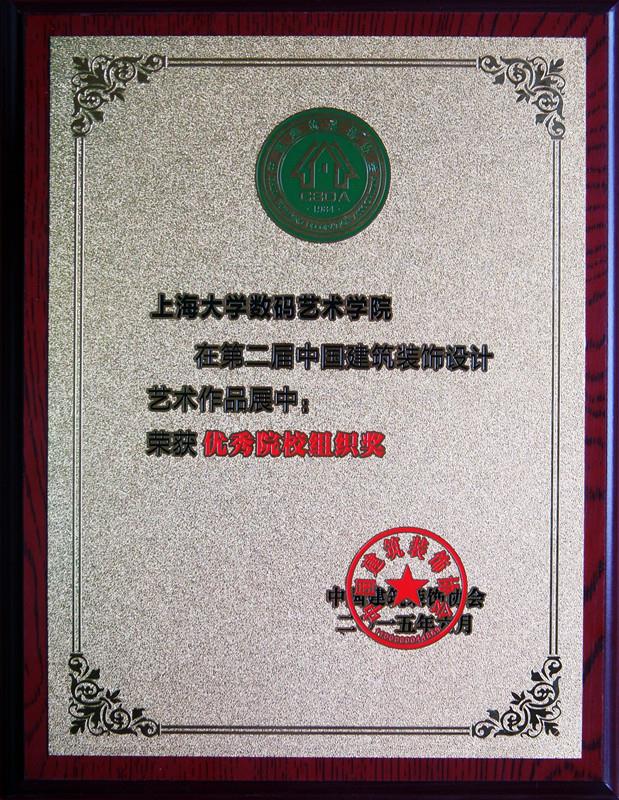 CBDA
·1984·
上海大学数码艺术学院
在第二届中国建筑装饰设计
艺术作品展中；
荣获 优秀院校组织奖
中国建筑装饰协会
二〇一五年六月